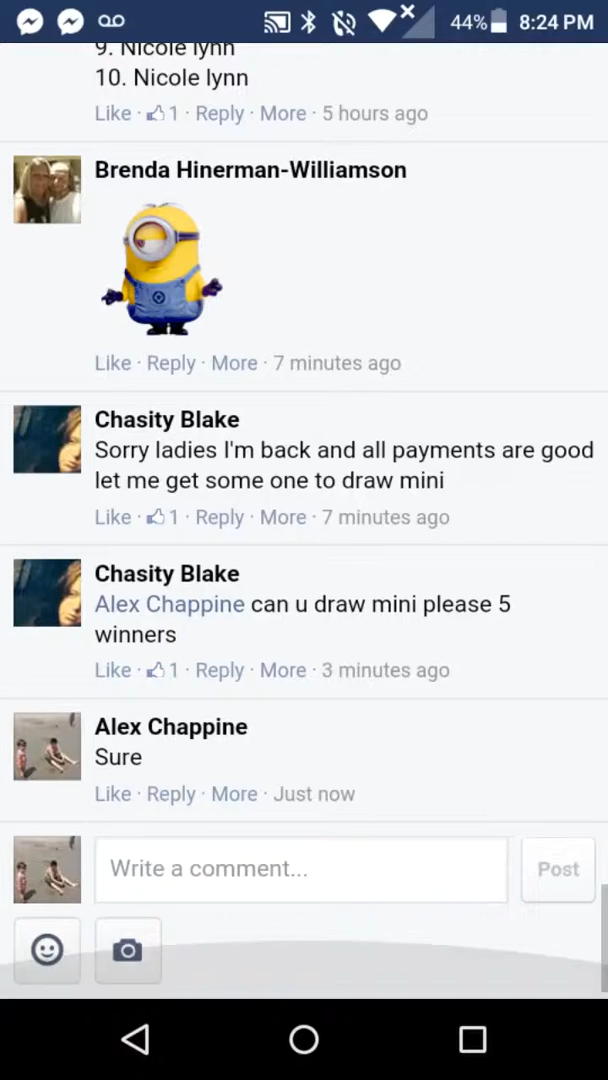 44% 8:24 PM
9. Nicole lynn
10. Nicole lynn
Like · 1 · Reply · More · 5 hours ago
Brenda Hinerman-Williamson
Like · Reply · More · 7 minutes ago
Chasity Blake
Sorry ladies I'm back and all payments are good
let me get some one to draw mini
Like · 1 · Reply · More · 7 minutes ago
Chasity Blake
Alex Chappine can u draw mini please 5
winners
Like · 1 · Reply · More · 3 minutes ago
Alex Chappine
Sure
Like · Reply · More · Just now
Write a comment... Post